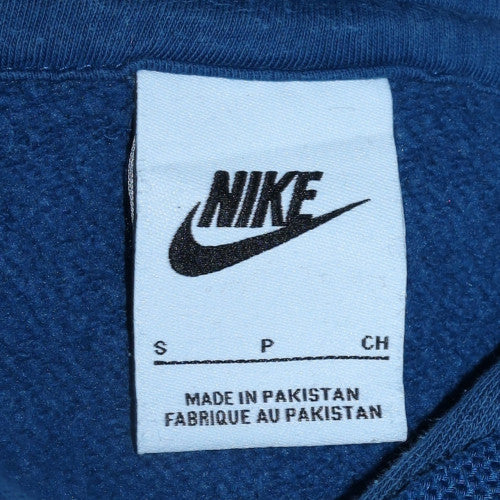 NIKE
S P CH
MADE IN PAKISTAN
FABRIQUE AU PAKISTAN